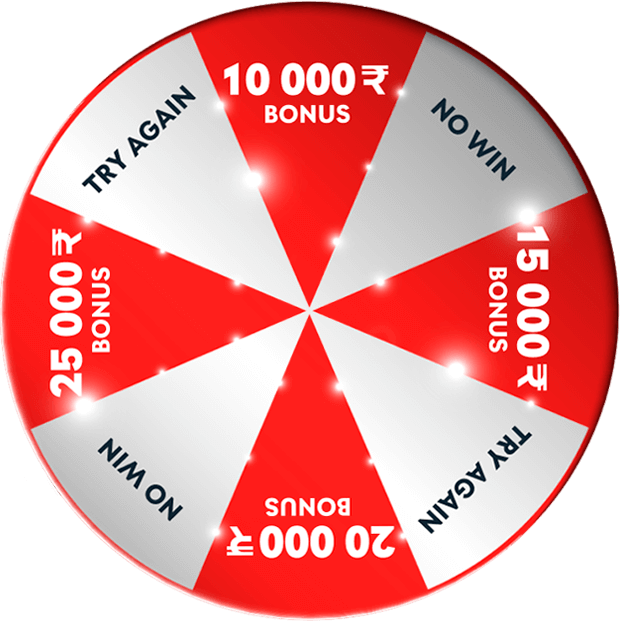 10 000 ₹
BONUS
NO WIN
15 000 ₹
BONUS
TRY AGAIN
20 000 ₹
BONUS
NO WIN
25 000 ₹
BONUS
TRY AGAIN